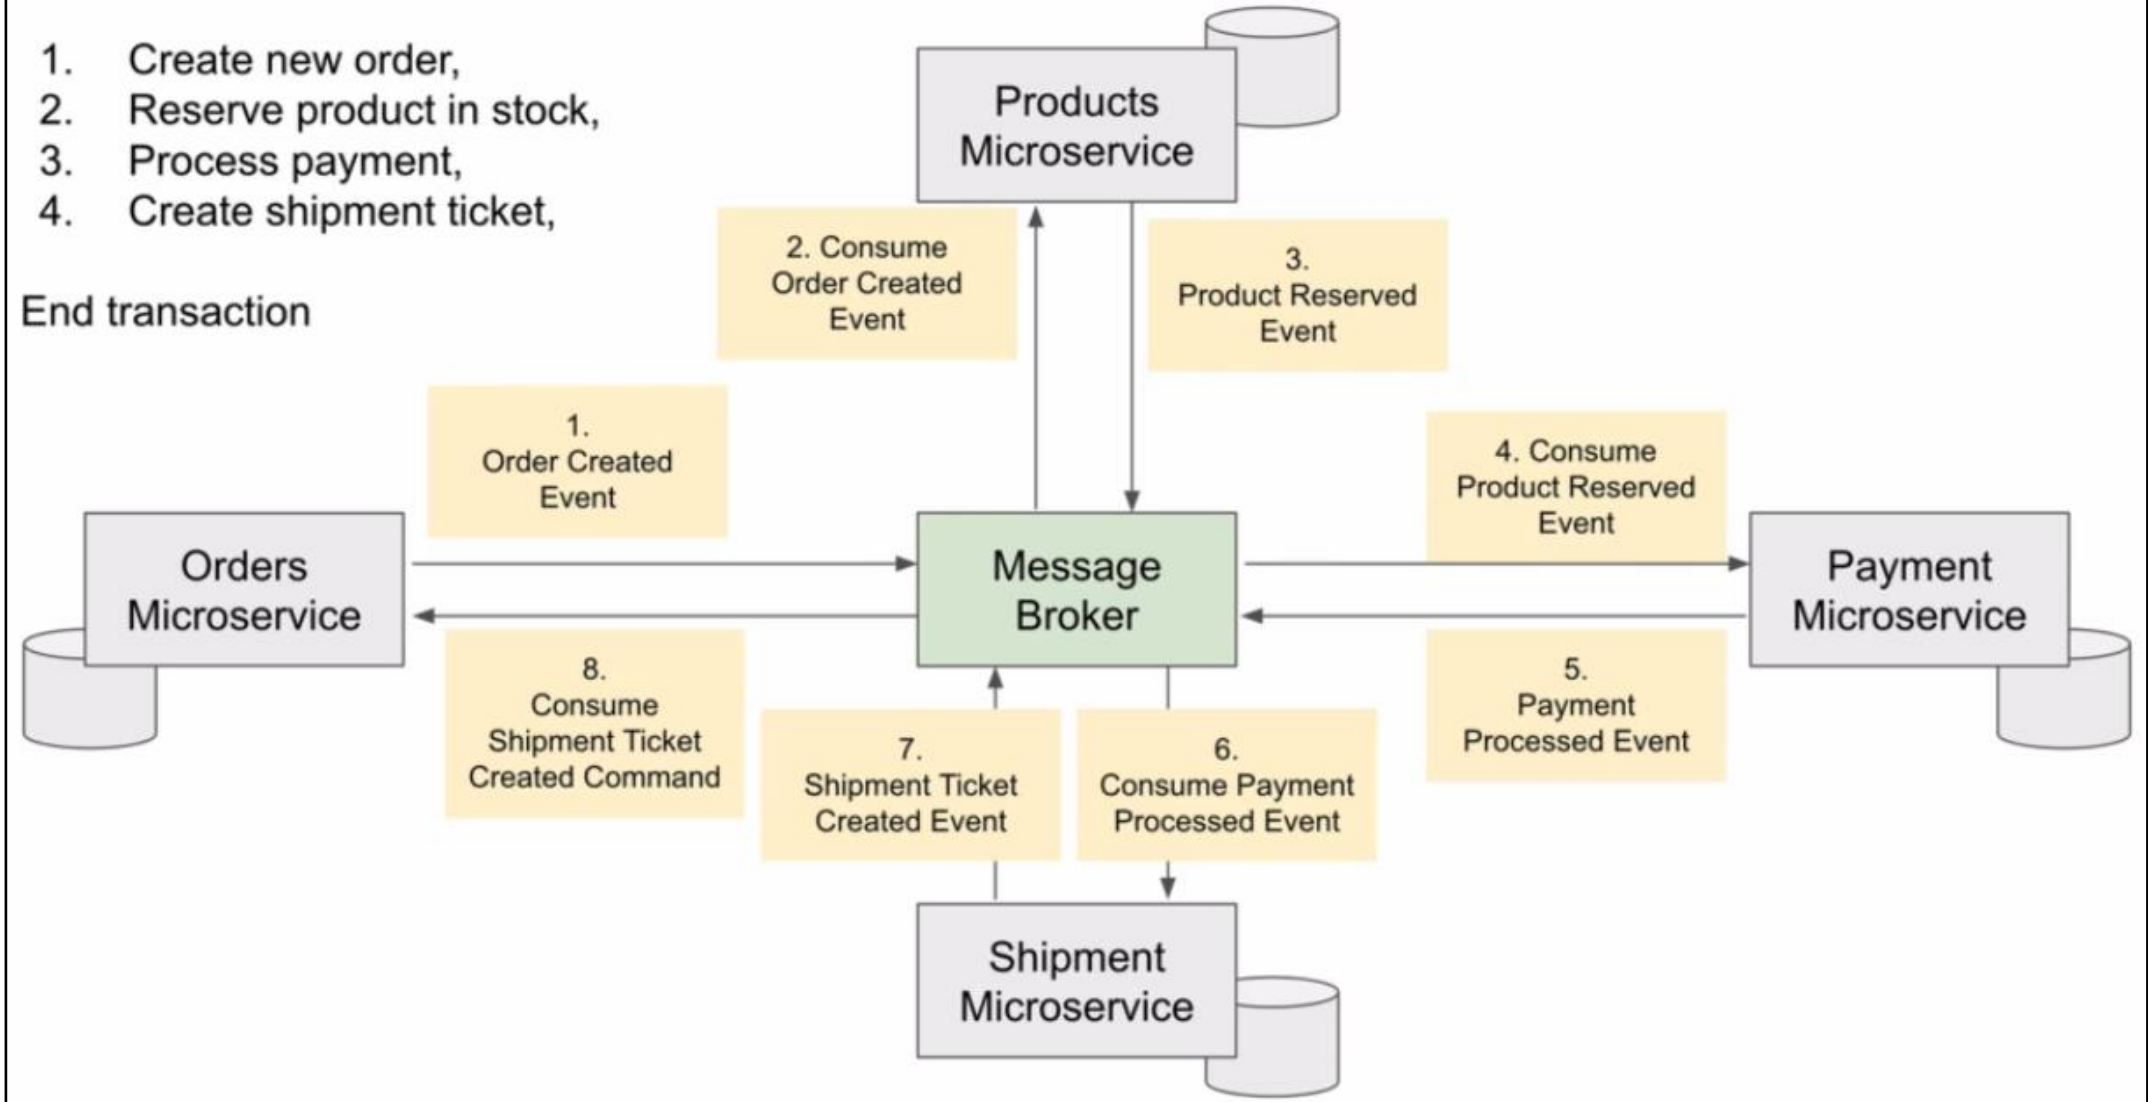 1. Create new order,
2. Reserve product in stock,
3. Process payment,
4. Create shipment ticket,
End transaction
Products
Microservice
2. Consume
Order Created
Event
3.
Product Reserved
Event
1.
Order Created
Event
4. Consume
Product Reserved
Event
Orders
Microservice
Message
Broker
Payment
Microservice
8.
Consume
Shipment Ticket
Created Command
7.
Shipment Ticket
Created Event
6.
Consume Payment
Processed Event
5.
Payment
Processed Event
Shipment
Microservice